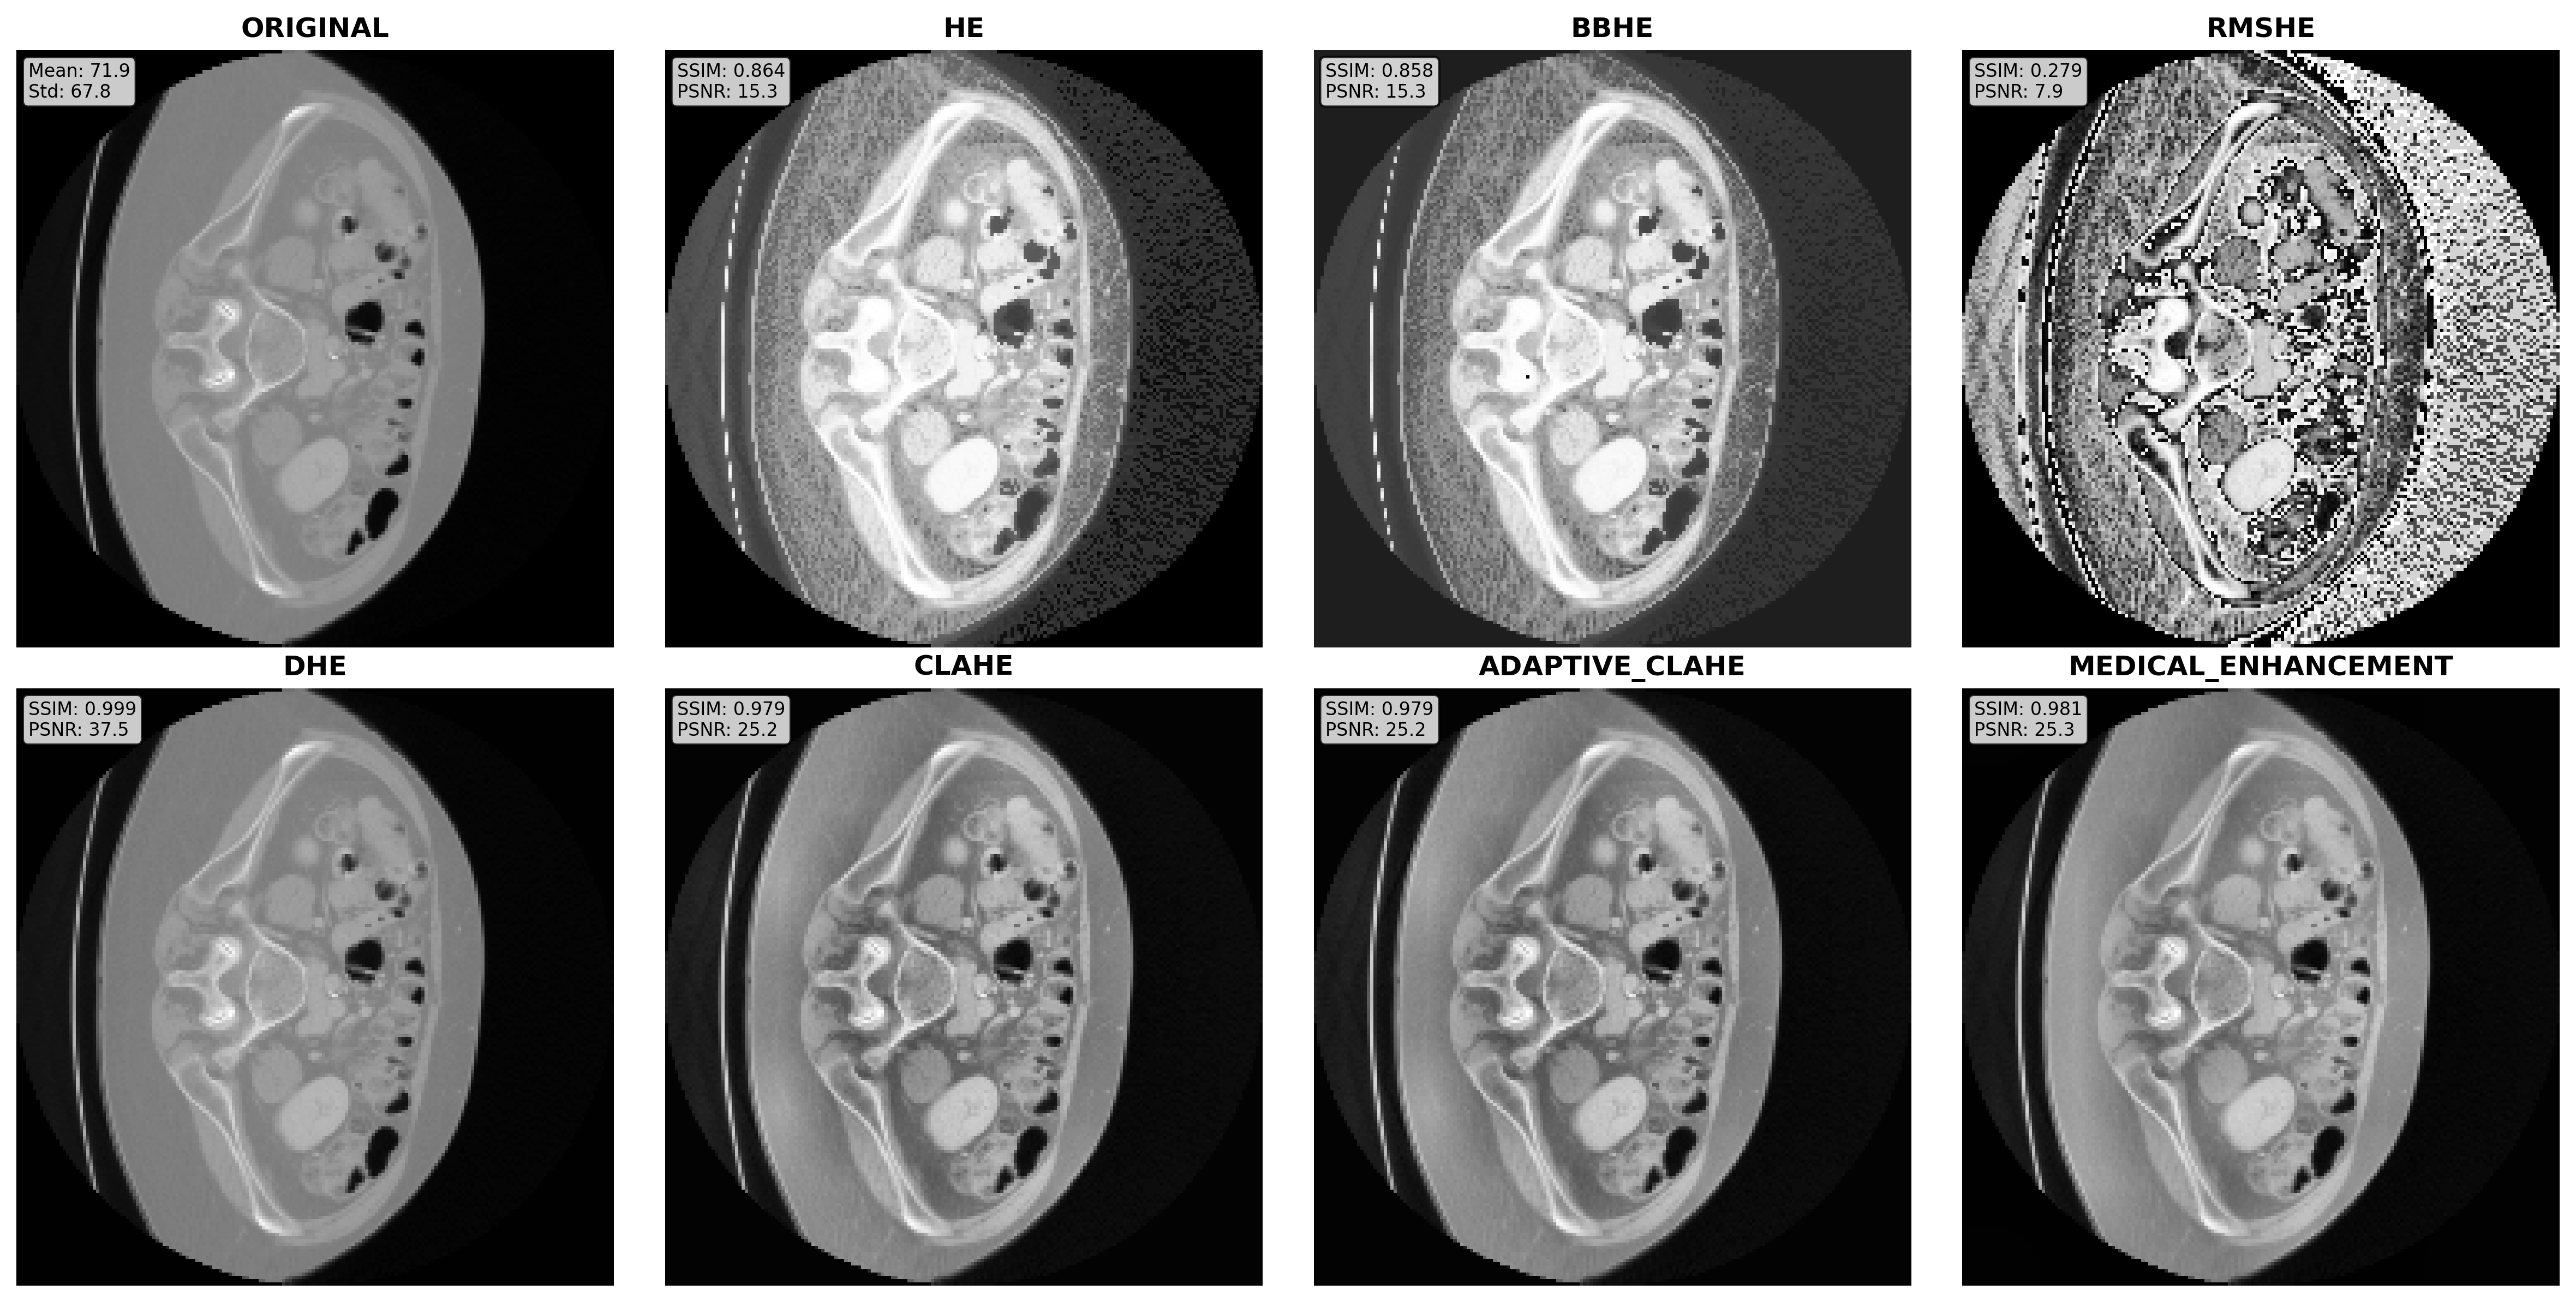 ORIGINAL
Mean: 71.9
Std: 67.8
HE
SSIM: 0.864
PSNR: 15.3
BBHE
SSIM: 0.858
PSNR: 15.3
RMSHE
SSIM: 0.279
PSNR: 7.9
DHE
SSIM: 0.999
PSNR: 37.5
CLAHE
SSIM: 0.979
PSNR: 25.2
ADAPTIVE_CLAHE
SSIM: 0.979
PSNR: 25.2
MEDICAL_ENHANCEMENT
SSIM: 0.981
PSNR: 25.3